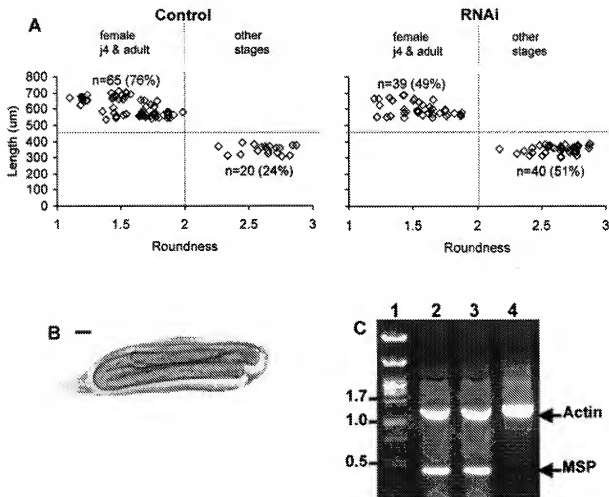 Control
RNAi
A
female
j4 & adult
other
stages
female
j4 & adult
other
stages
Length (um)
800
700
600
500
400
300
200
100
0
n=65 (76%)
n=20 (24%)
1
1.5
2
2.5
3
Roundness
n=39 (49%)
n=40 (51%)
1
1.5
2
2.5
3
Roundness
B
C
1
2
3
4
1.7
1.0
0.5
Actin
MSP